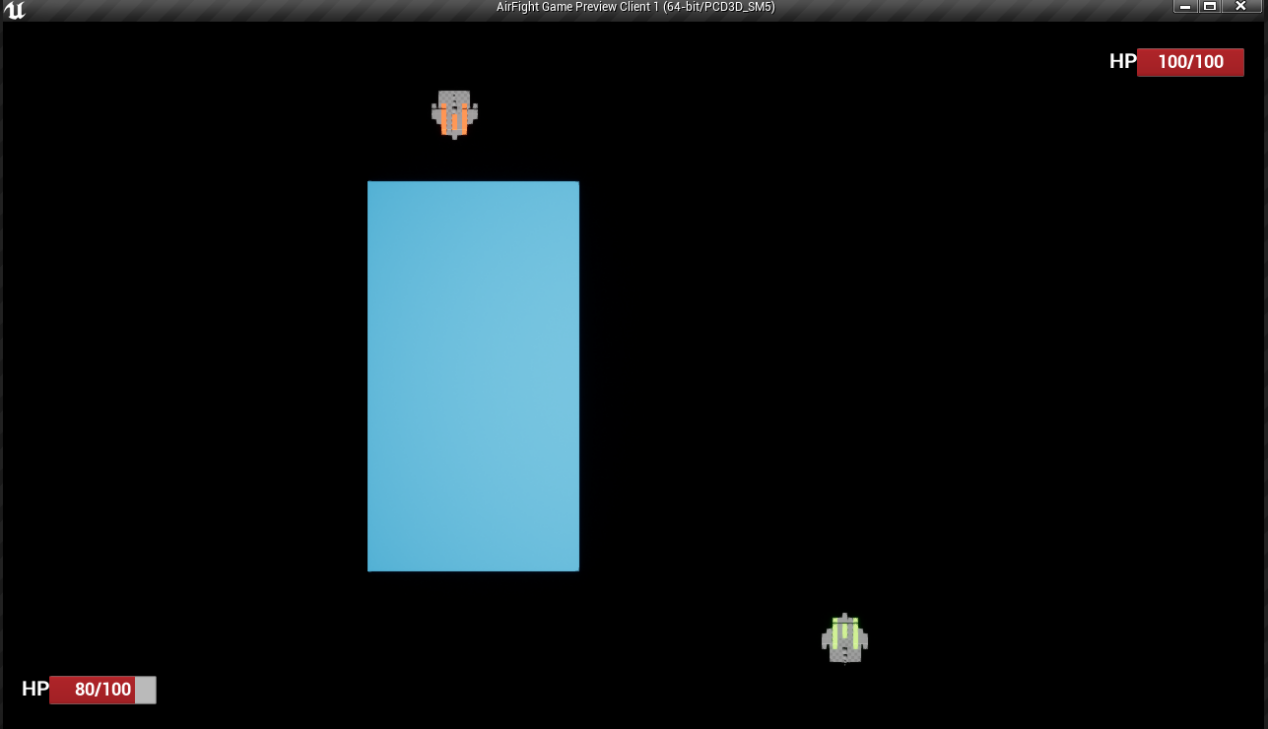 AirFight Game Preview Client 1 (64-bit/PCD3D_SM5)
HP 100/100
HP 80/100